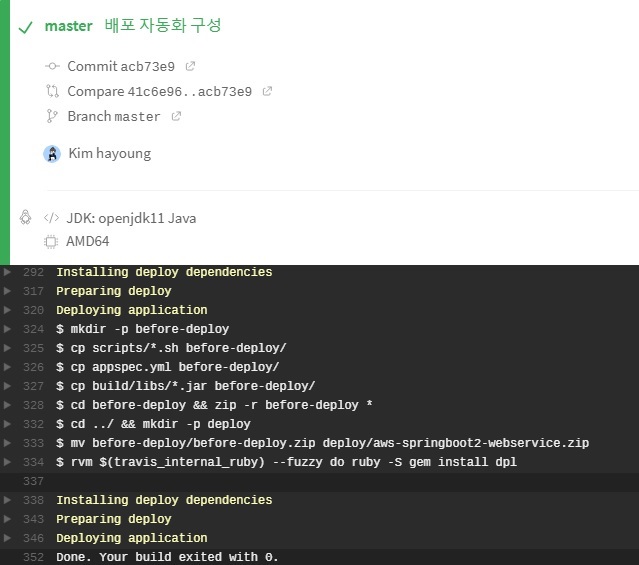 master 배포 자동화 구성
Commit acb73e9
Compare 41c6e96..acb73e9
Branch master
Kim hayoung
</> JDK: openjdk11 Java
AMD64
292 Installing deploy dependencies
317 Preparing deploy
320 Deploying application
324 $ mkdir -p before-deploy
325 $ cp scripts/*.sh before-deploy/
326 $ cp appspec.yml before-deploy/
327 $ cp build/libs/*.jar before-deploy/
328 $ cd before-deploy && zip -r before-deploy *
332 $ cd ../ && mkdir -p deploy
333 $ mv before-deploy/before-deploy.zip deploy/aws-springboot2-webservice.zip
334 $ rvm $(travis_internal_ruby) --fuzzy do ruby -S gem install dpl
337
338 Installing deploy dependencies
343 Preparing deploy
346 Deploying application
352 Done. Your build exited with 0.